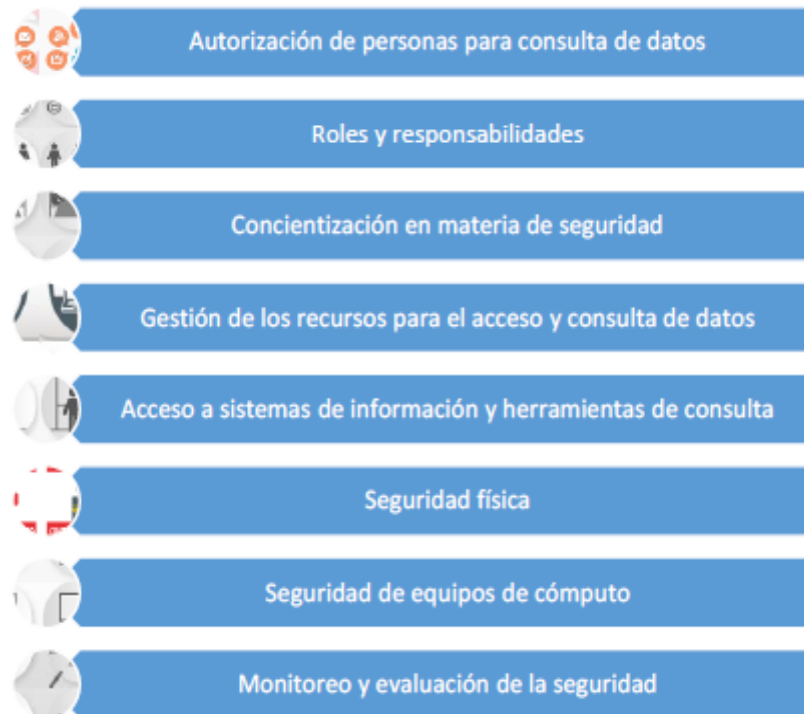 Autorización de personas para consulta de datos
Roles y responsabilidades
Concientización en materia de seguridad
Gestión de los recursos para el acceso y consulta de datos
Acceso a sistemas de información y herramientas de consulta
Seguridad física
Seguridad de equipos de cómputo
Monitoreo y evaluación de la seguridad